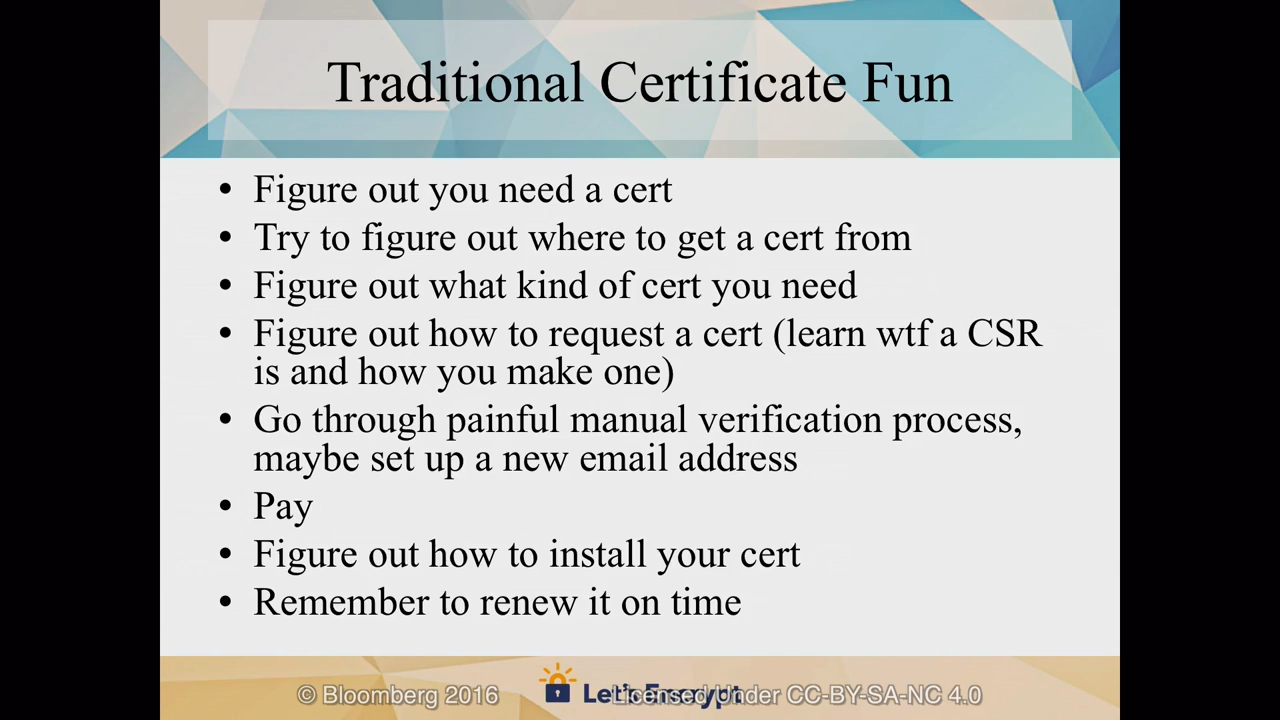 Traditional Certificate Fun
• Figure out you need a cert
• Try to figure out where to get a cert from
• Figure out what kind of cert you need
• Figure out how to request a cert (learn wtf a CSR
is and how you make one)
• Go through painful manual verification process,
maybe set up a new email address
• Pay
• Figure out how to install your cert
• Remember to renew it on time
© Bloomberg 2016 Let's Encrypt Licensed Under CC-BY-SA-NC 4.0